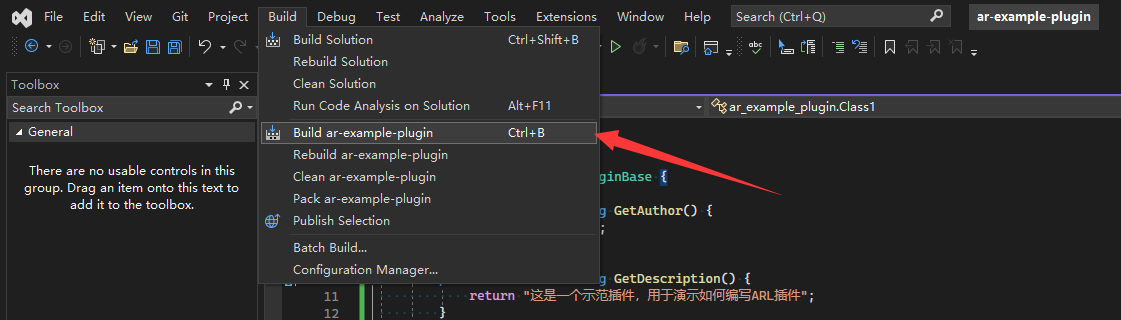 File Edit View Git Project Build Debug Test Analyze Tools Extensions Window Help Search (Ctrl+Q) ar-example-plugin
Toolbox
Search Toolbox
General
There are no usable controls in this
group. Drag an item onto this text to
add it to the toolbox.
Build Solution Ctrl+Shift+B
Rebuild Solution
Clean Solution
Run Code Analysis on Solution Alt+F11
Build ar-example-plugin Ctrl+B
Rebuild ar-example-plugin
Clean ar-example-plugin
Pack ar-example-plugin
Publish Selection
Batch Build...
Configuration Manager...
abc
ar_example_plugin.Class1
ginBase {
g GetAuthor() {
;
g GetDescription() {
11 return "这是一个示范插件，用于演示如何编写ARL插件";
12 }